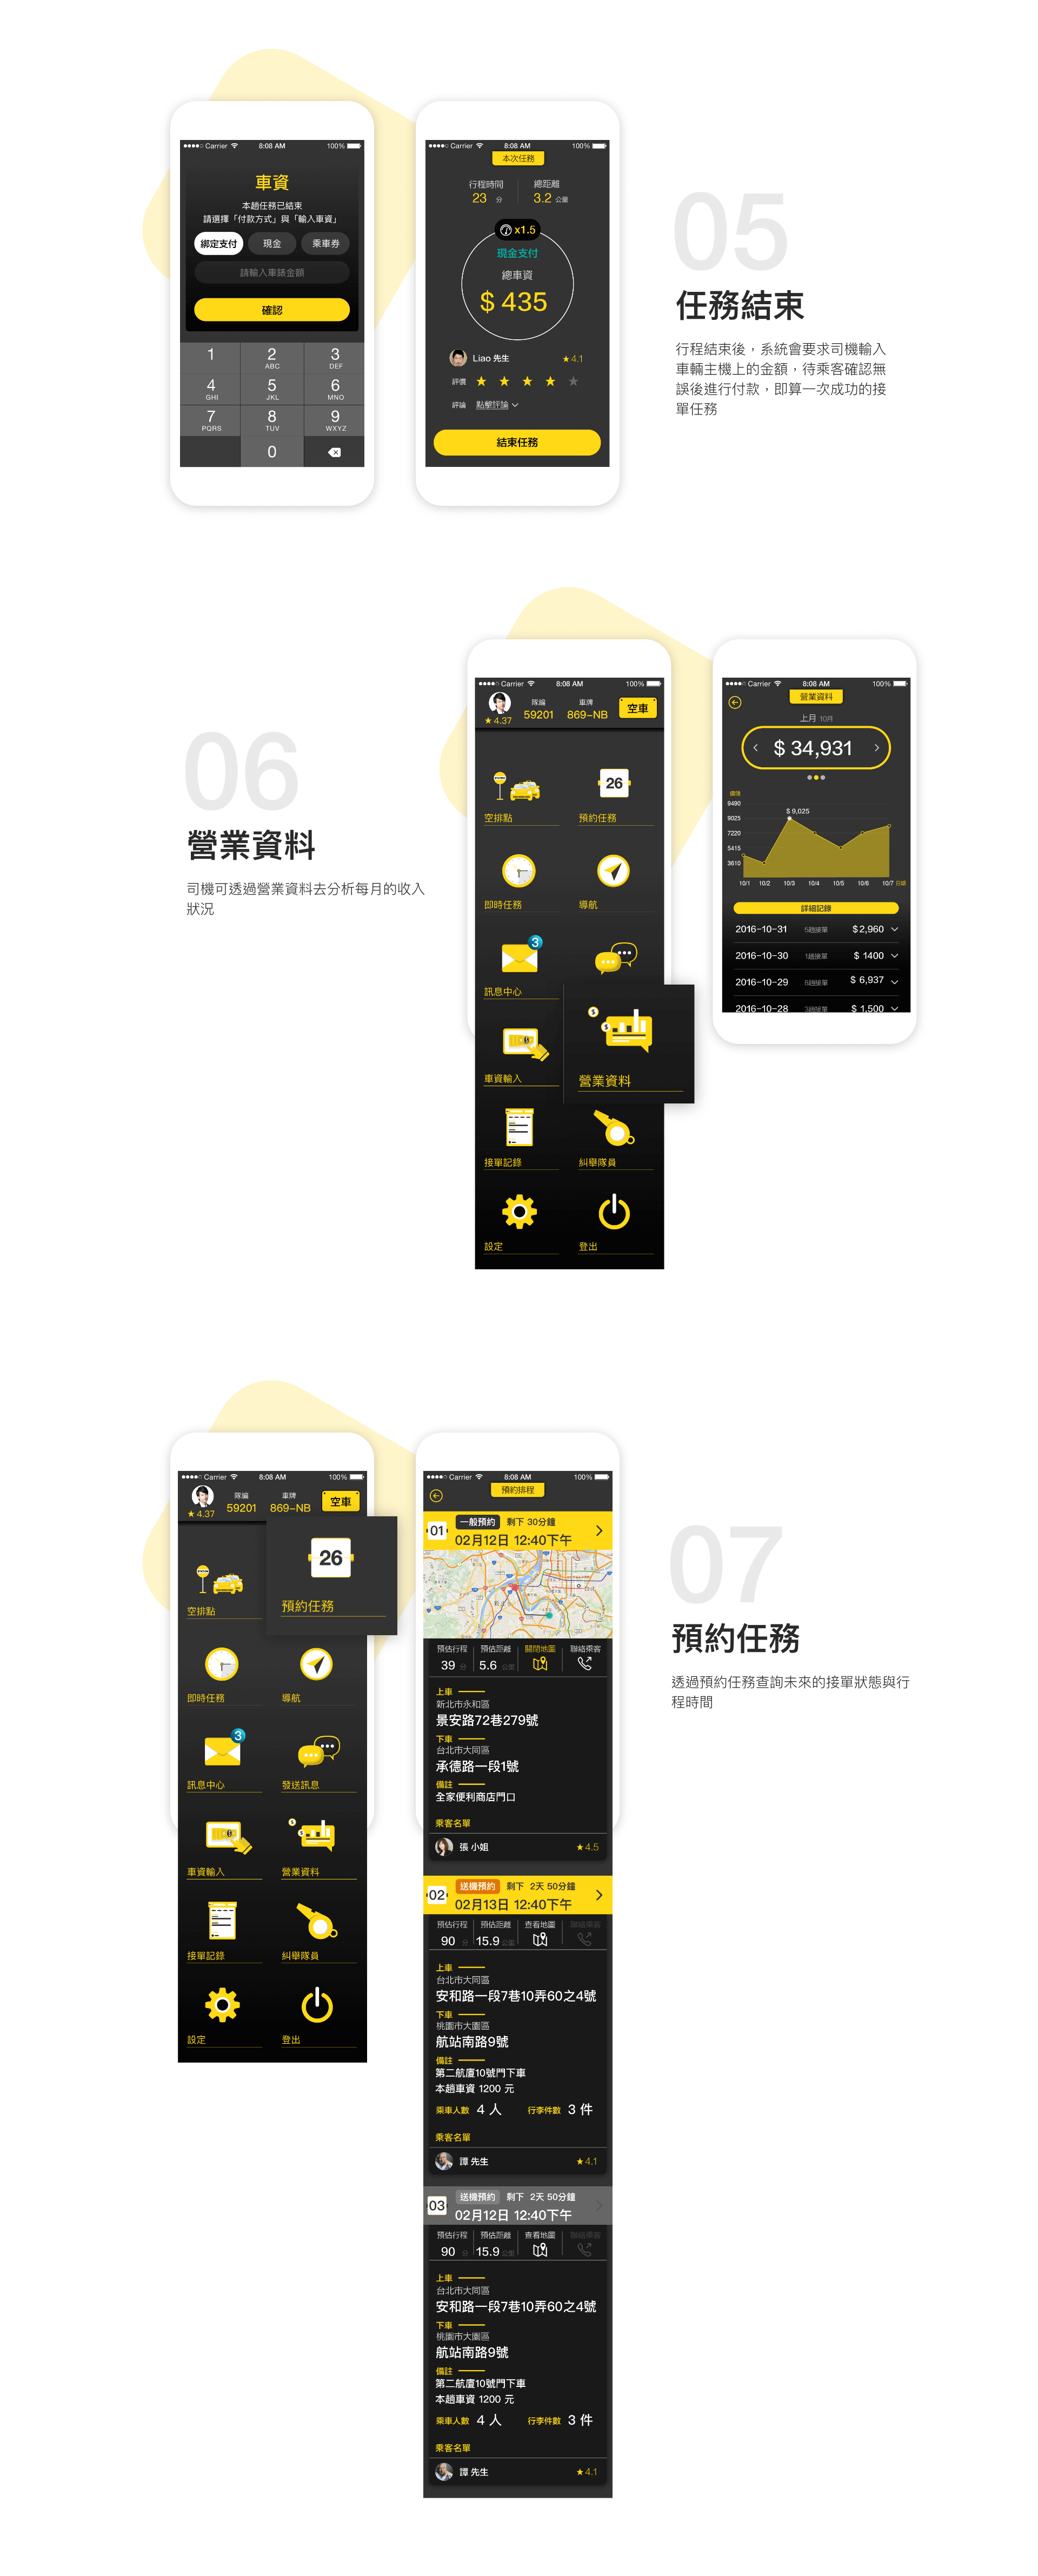 ●●●●○ Carrier 8:08 AM 100%
車資
本趟任務已結束
請選擇「付款方式」與「輸入車資」
綁定支付 現金 乘車券
請輸入車錶金額
確認
1 2 3
ABC DEF
4 5 6
GHI JKL MNO
7 8 9
PQRS TUV WXYZ
0
●●●●○ Carrier 8:08 AM 100%
本次任務
行程時間 總距離
23 分 3.2 公里
x1.5
現金支付
總車資
$ 435
Liao 先生 ★4.1
評價 ★ ★ ★ ★ ★
評論 點擊評論
結束任務
05
任務結束
行程結束後，系統會要求司機輸入
車輛主機上的金額，待乘客確認無
誤後進行付款，即算一次成功的接
單任務
06
營業資料
司機可透過營業資料去分析每月的收入
狀況
●●●●○ Carrier 8:08 AM 100%
隊編 車牌
★ 4.37 59201 869-NB 空車
26
空排點 預約任務
即時任務 導航
3
訊息中心
車資輸入 營業資料
接單記錄 糾舉隊員
設定 登出
●●●●○ Carrier 8:08 AM 100%
營業資料
上月 10月
$ 34,931
價錢
9490
9025
7220
5415
3610
$ 9,025
10/1 10/2 10/3 10/4 10/5 10/6 10/7 日期
詳細記錄
2016-10-31 5趟接單 $2,960
2016-10-30 1趟接單 $ 1400
2016-10-29 8趟接單 $ 6,937
2016-10-28 3趟接單 $ 1,500
●●●●○ Carrier 8:08 AM 100%
隊編 車牌
★ 4.37 59201 869-NB 空車
26
空排點 預約任務
即時任務 導航
3
訊息中心 發送訊息
車資輸入 營業資料
接單記錄 糾舉隊員
設定 登出
●●●●○ Carrier 8:08 AM 100%
預約排程
01 一般預約 剩下 30分鐘
02月12日 12:40下午
預估行程 預估距離 關閉地圖 聯絡乘客
39 分 5.6 公里
上車
新北市永和區
景安路72巷279號
下車
台北市大同區
承德路一段1號
備註
全家便利商店門口
乘客名單
張 小姐 ★4.5
02 送機預約 剩下 2天 50分鐘
02月13日 12:40下午
預估行程 預估距離 查看地圖 聯絡乘客
90 分 15.9 公里
上車
台北市大同區
安和路一段7巷10弄60之4號
下車
桃園市大園區
航站南路9號
備註
第二航廈10號門下車
本趟車資 1200 元
乘車人數 4 人 行李件數 3 件
乘客名單
譚 先生 ★4.1
03 送機預約 剩下 2天 50分鐘
02月12日 12:40下午
預估行程 預估距離 查看地圖 聯絡乘客
90 分 15.9 公里
上車
台北市大同區
安和路一段7巷10弄60之4號
下車
桃園市大園區
航站南路9號
備註
第二航廈10號門下車
本趟車資 1200 元
乘車人數 4 人 行李件數 3 件
乘客名單
譚 先生 ★4.1
07
預約任務
透過預約任務查詢未來的接單狀態與行
程時間